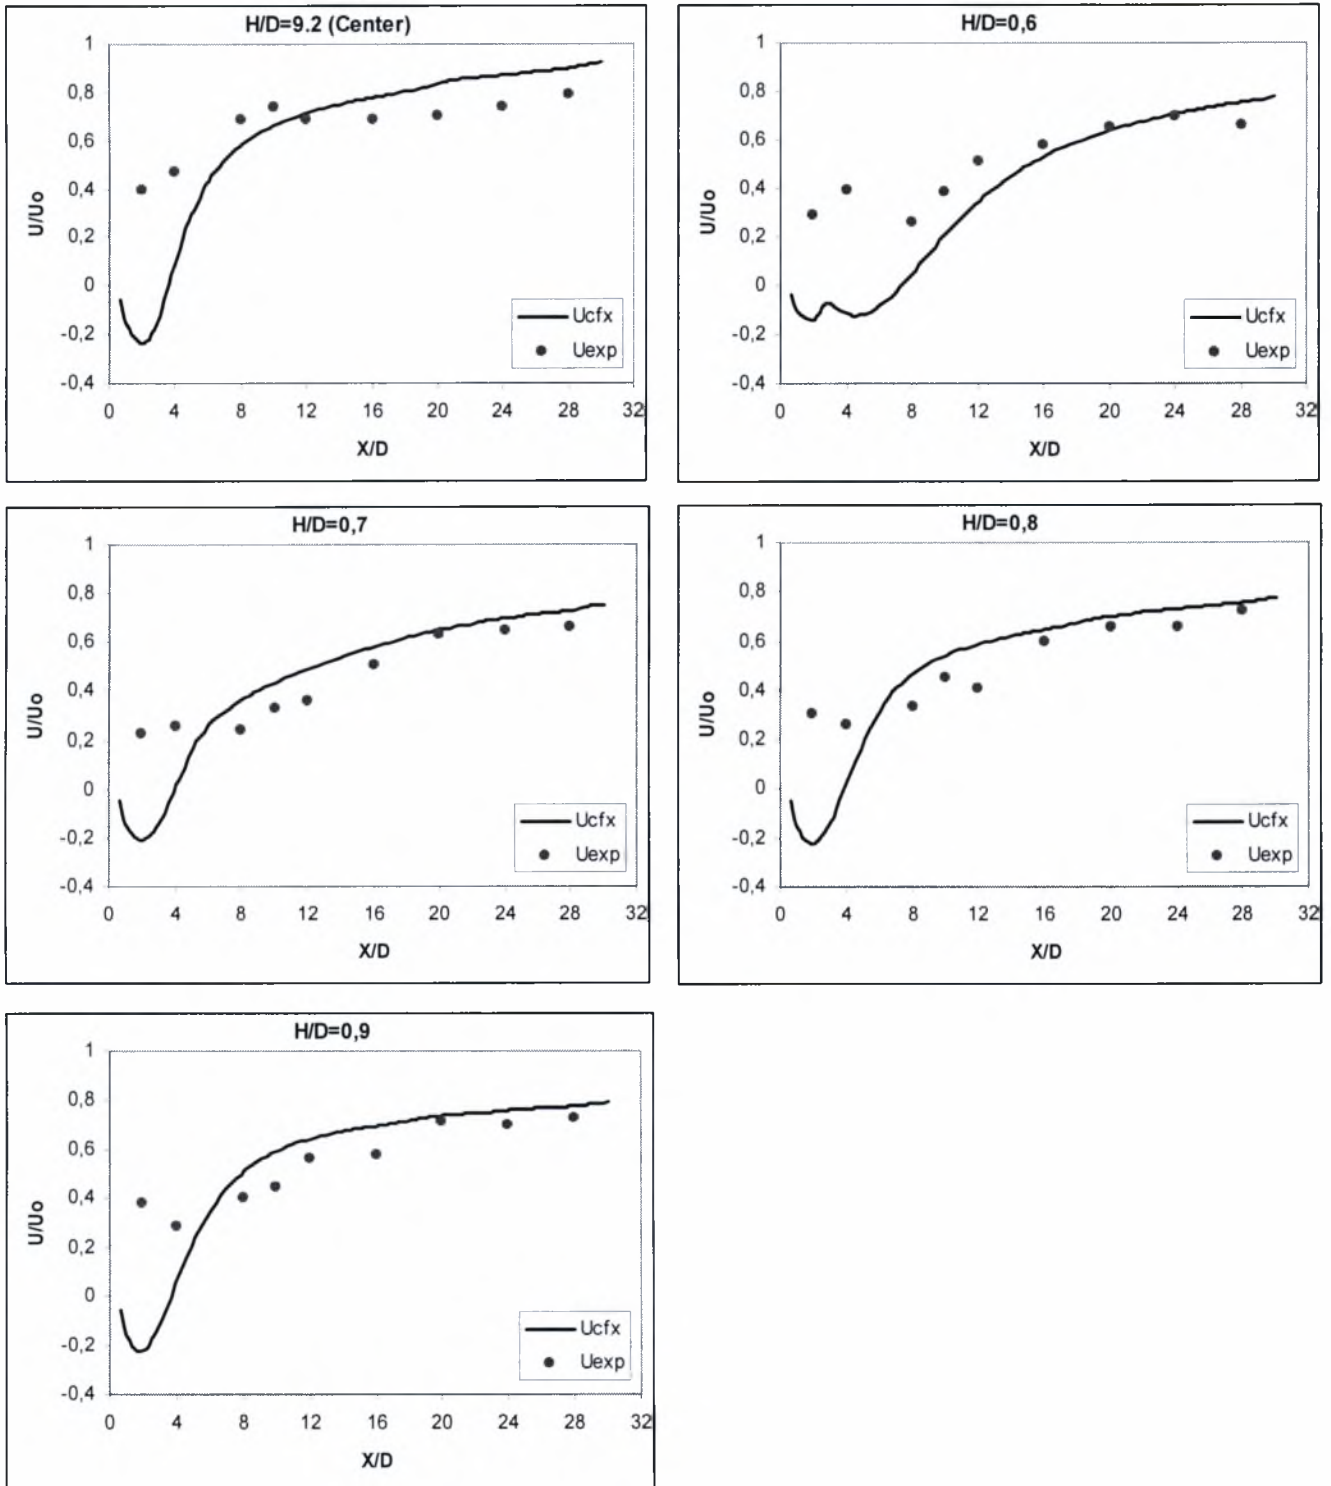 H/D=9.2 (Center)
1
0,8
0,6
0,4
0,2
0
-0,2
-0,4
U/Uo
Ucfx
Uexp
0 4 8 12 16 20 24 28 32
X/D
H/D=0,6
1
0,8
0,6
0,4
0,2
0
-0,2
-0,4
U/Uo
Ucfx
Uexp
0 4 8 12 16 20 24 28 32
X/D
H/D=0,7
1
0,8
0,6
0,4
0,2
0
-0,2
-0,4
U/Uo
Ucfx
Uexp
0 4 8 12 16 20 24 28 32
X/D
H/D=0,8
1
0,8
0,6
0,4
0,2
0
-0,2
-0,4
U/Uo
Ucfx
Uexp
0 4 8 12 16 20 24 28 32
X/D
H/D=0,9
1
0,8
0,6
0,4
0,2
0
-0,2
-0,4
U/Uo
Ucfx
Uexp
0 4 8 12 16 20 24 28 32
X/D